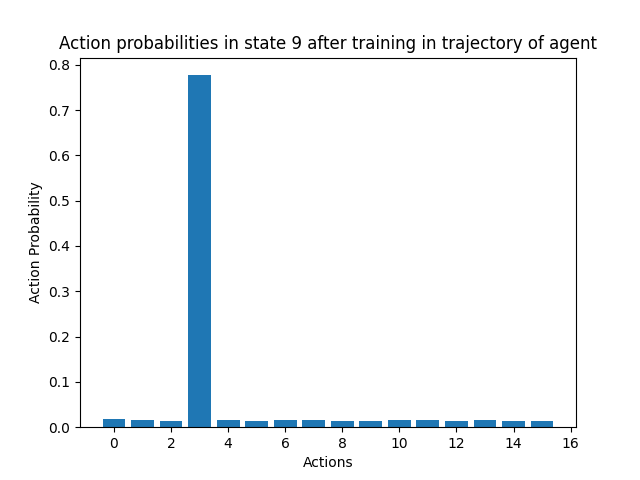 Action probabilities in state 9 after training in trajectory of agent
0.8
0.7
0.6
0.5
0.4
0.3
0.2
0.1
0.0
Action Probability
0 2 4 6 8 10 12 14 16
Actions